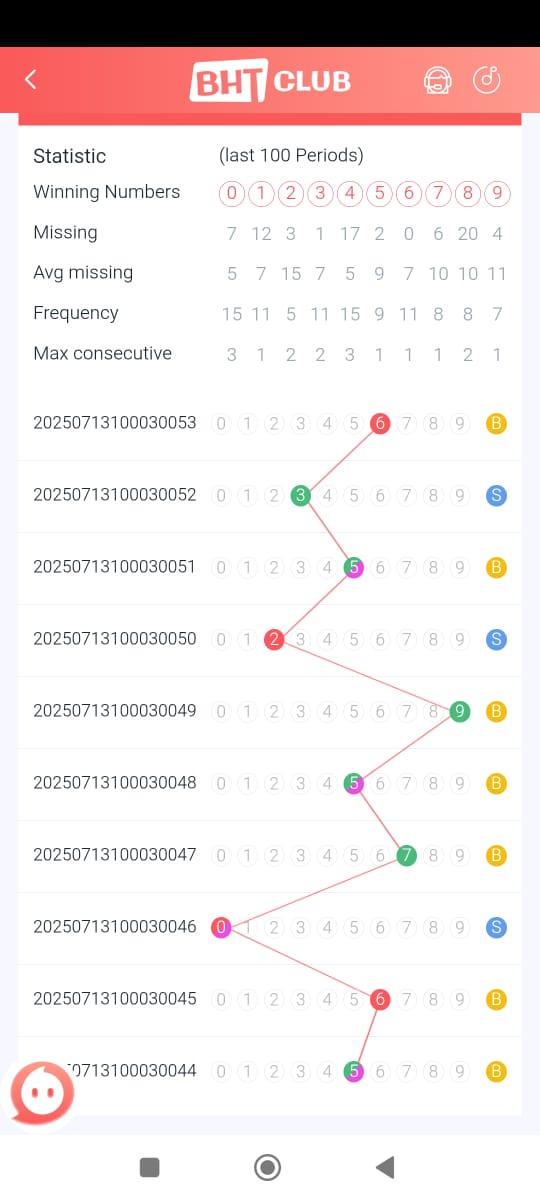 BHT CLUB
Statistic (last 100 Periods)
Winning Numbers 0 1 2 3 4 5 6 7 8 9
Missing 7 12 3 1 17 2 0 6 20 4
Avg missing 5 7 15 7 5 9 7 10 10 11
Frequency 15 11 5 11 15 9 11 8 8 7
Max consecutive 3 1 2 2 3 1 1 1 2 1
20250713100030053 0 1 2 3 4 5 6 7 8 9 B
20250713100030052 0 1 2 3 4 5 6 7 8 9 S
20250713100030051 0 1 2 3 4 5 6 7 8 9 B
20250713100030050 0 1 2 3 4 5 6 7 8 9 S
20250713100030049 0 1 2 3 4 5 6 7 8 9 B
20250713100030048 0 1 2 3 4 5 6 7 8 9 B
20250713100030047 0 1 2 3 4 5 6 7 8 9 B
20250713100030046 0 1 2 3 4 5 6 7 8 9 S
20250713100030045 0 1 2 3 4 5 6 7 8 9 B
0713100030044 0 1 2 3 4 5 6 7 8 9 B